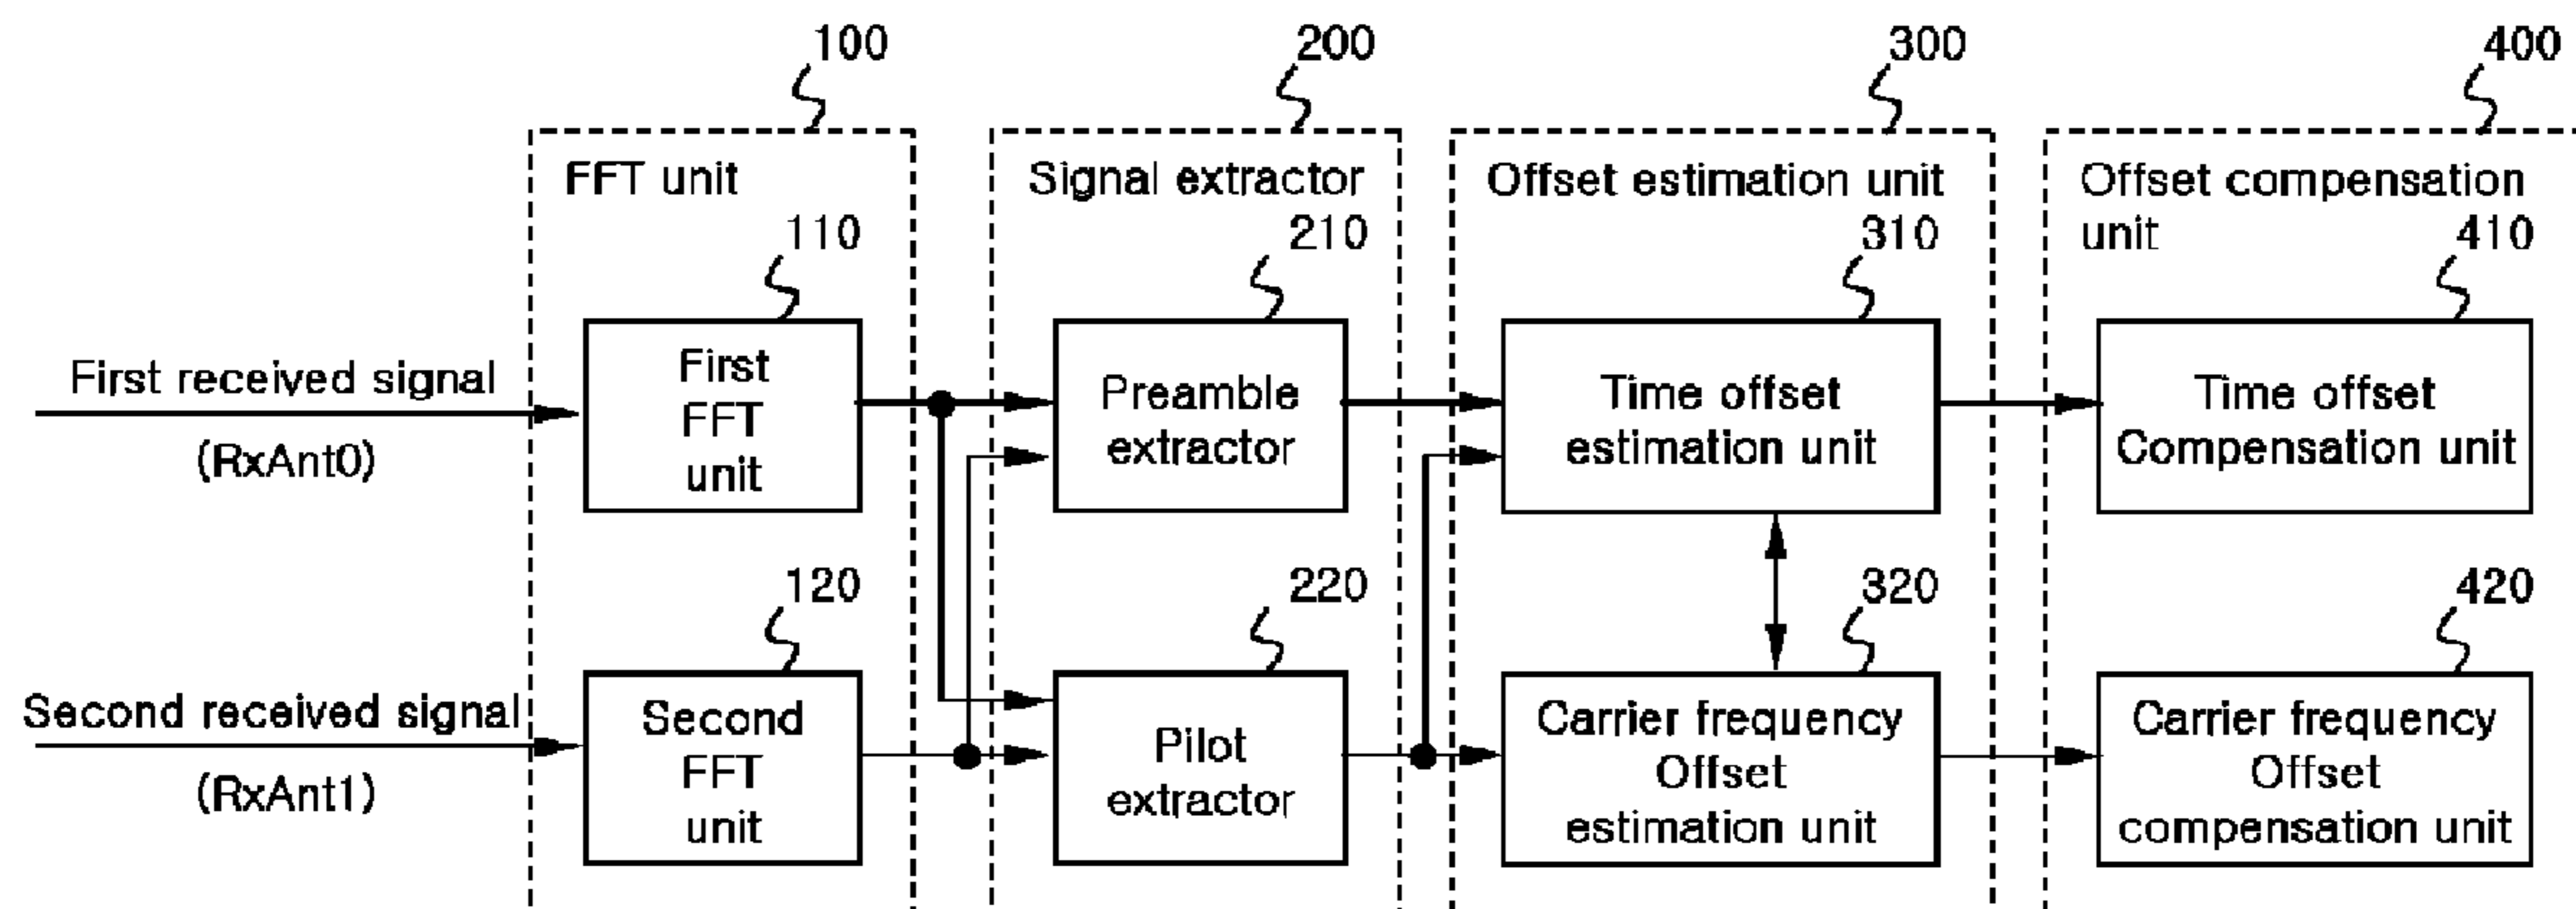 100
200
300
400
FFT unit
Signal extractor
Offset estimation unit
Offset compensation
unit
110
210
310
410
First received signal
(RxAnt0)
First
FFT
unit
Preamble
extractor
Time offset
estimation unit
Time offset
Compensation unit
120
220
320
420
Second received signal
(RxAnt1)
Second
FFT
unit
Pilot
extractor
Carrier frequency
Offset
estimation unit
Carrier frequency
Offset
compensation unit